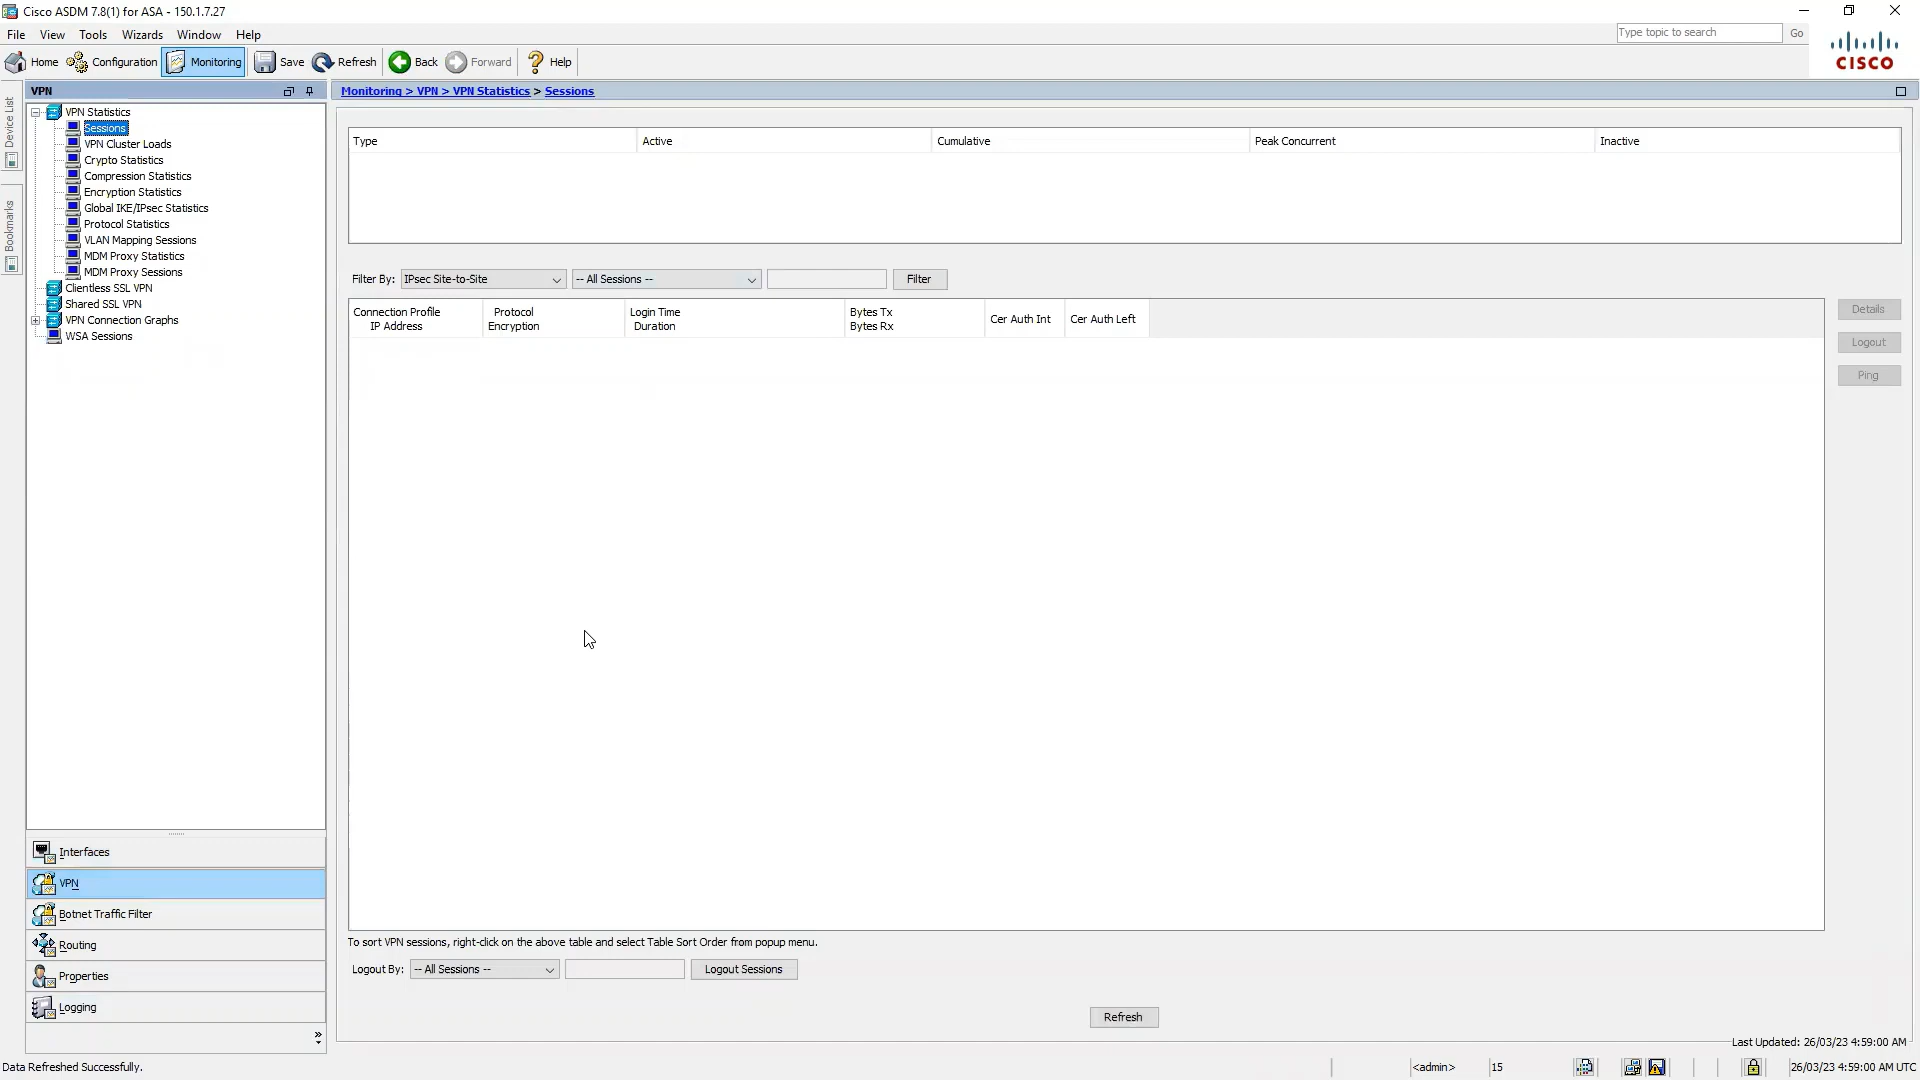 Cisco ASDM 7.8(1) for ASA - 150.1.7.27
File View Tools Wizards Window Help
Type topic to search Go
Home Configuration Monitoring Save Refresh Back Forward Help
CISCO
Device List
Bookmarks
VPN
Monitoring > VPN > VPN Statistics > Sessions
VPN Statistics
Sessions
VPN Cluster Loads
Crypto Statistics
Compression Statistics
Encryption Statistics
Global IKE/IPsec Statistics
Protocol Statistics
VLAN Mapping Sessions
MDM Proxy Statistics
MDM Proxy Sessions
Clientless SSL VPN
Shared SSL VPN
VPN Connection Graphs
WSA Sessions
Interfaces
VPN
Botnet Traffic Filter
Routing
Properties
Logging
Type Active Cumulative Peak Concurrent Inactive
Filter By: IPsec Site-to-Site -- All Sessions -- Filter
Connection Profile Protocol Login Time Bytes Tx Cer Auth Int Cer Auth Left
IP Address Encryption Duration Bytes Rx
Details
Logout
Ping
To sort VPN sessions, right-click on the above table and select Table Sort Order from popup menu.
Logout By: -- All Sessions -- Logout Sessions
Refresh
Last Updated: 26/03/23 4:59:00 AM
Data Refreshed Successfully. <admin> 15 26/03/23 4:59:00 AM UTC